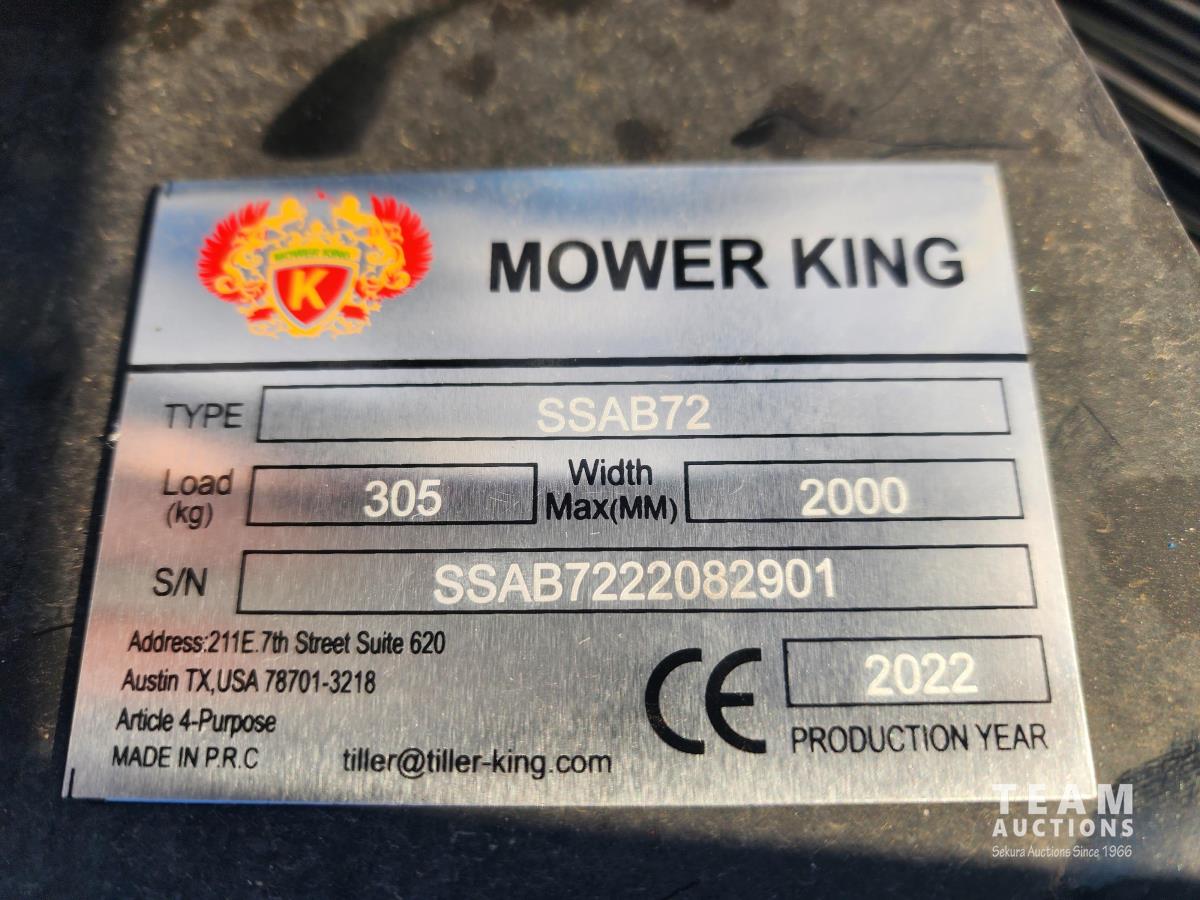 MOWER KING
K
MOWER KING
TYPE SSAB72
Load (kg) 305 Width Max(MM) 2000
S/N SSAB7222082901
Address:211E.7th Street Suite 620
Austin TX,USA 78701-3218
Article 4-Purpose
MADE IN P.R.C tiller@tiller-king.com
CE 2022
PRODUCTION YEAR
TEAM
AUCTIONS
Sekura Auctions Since 1966